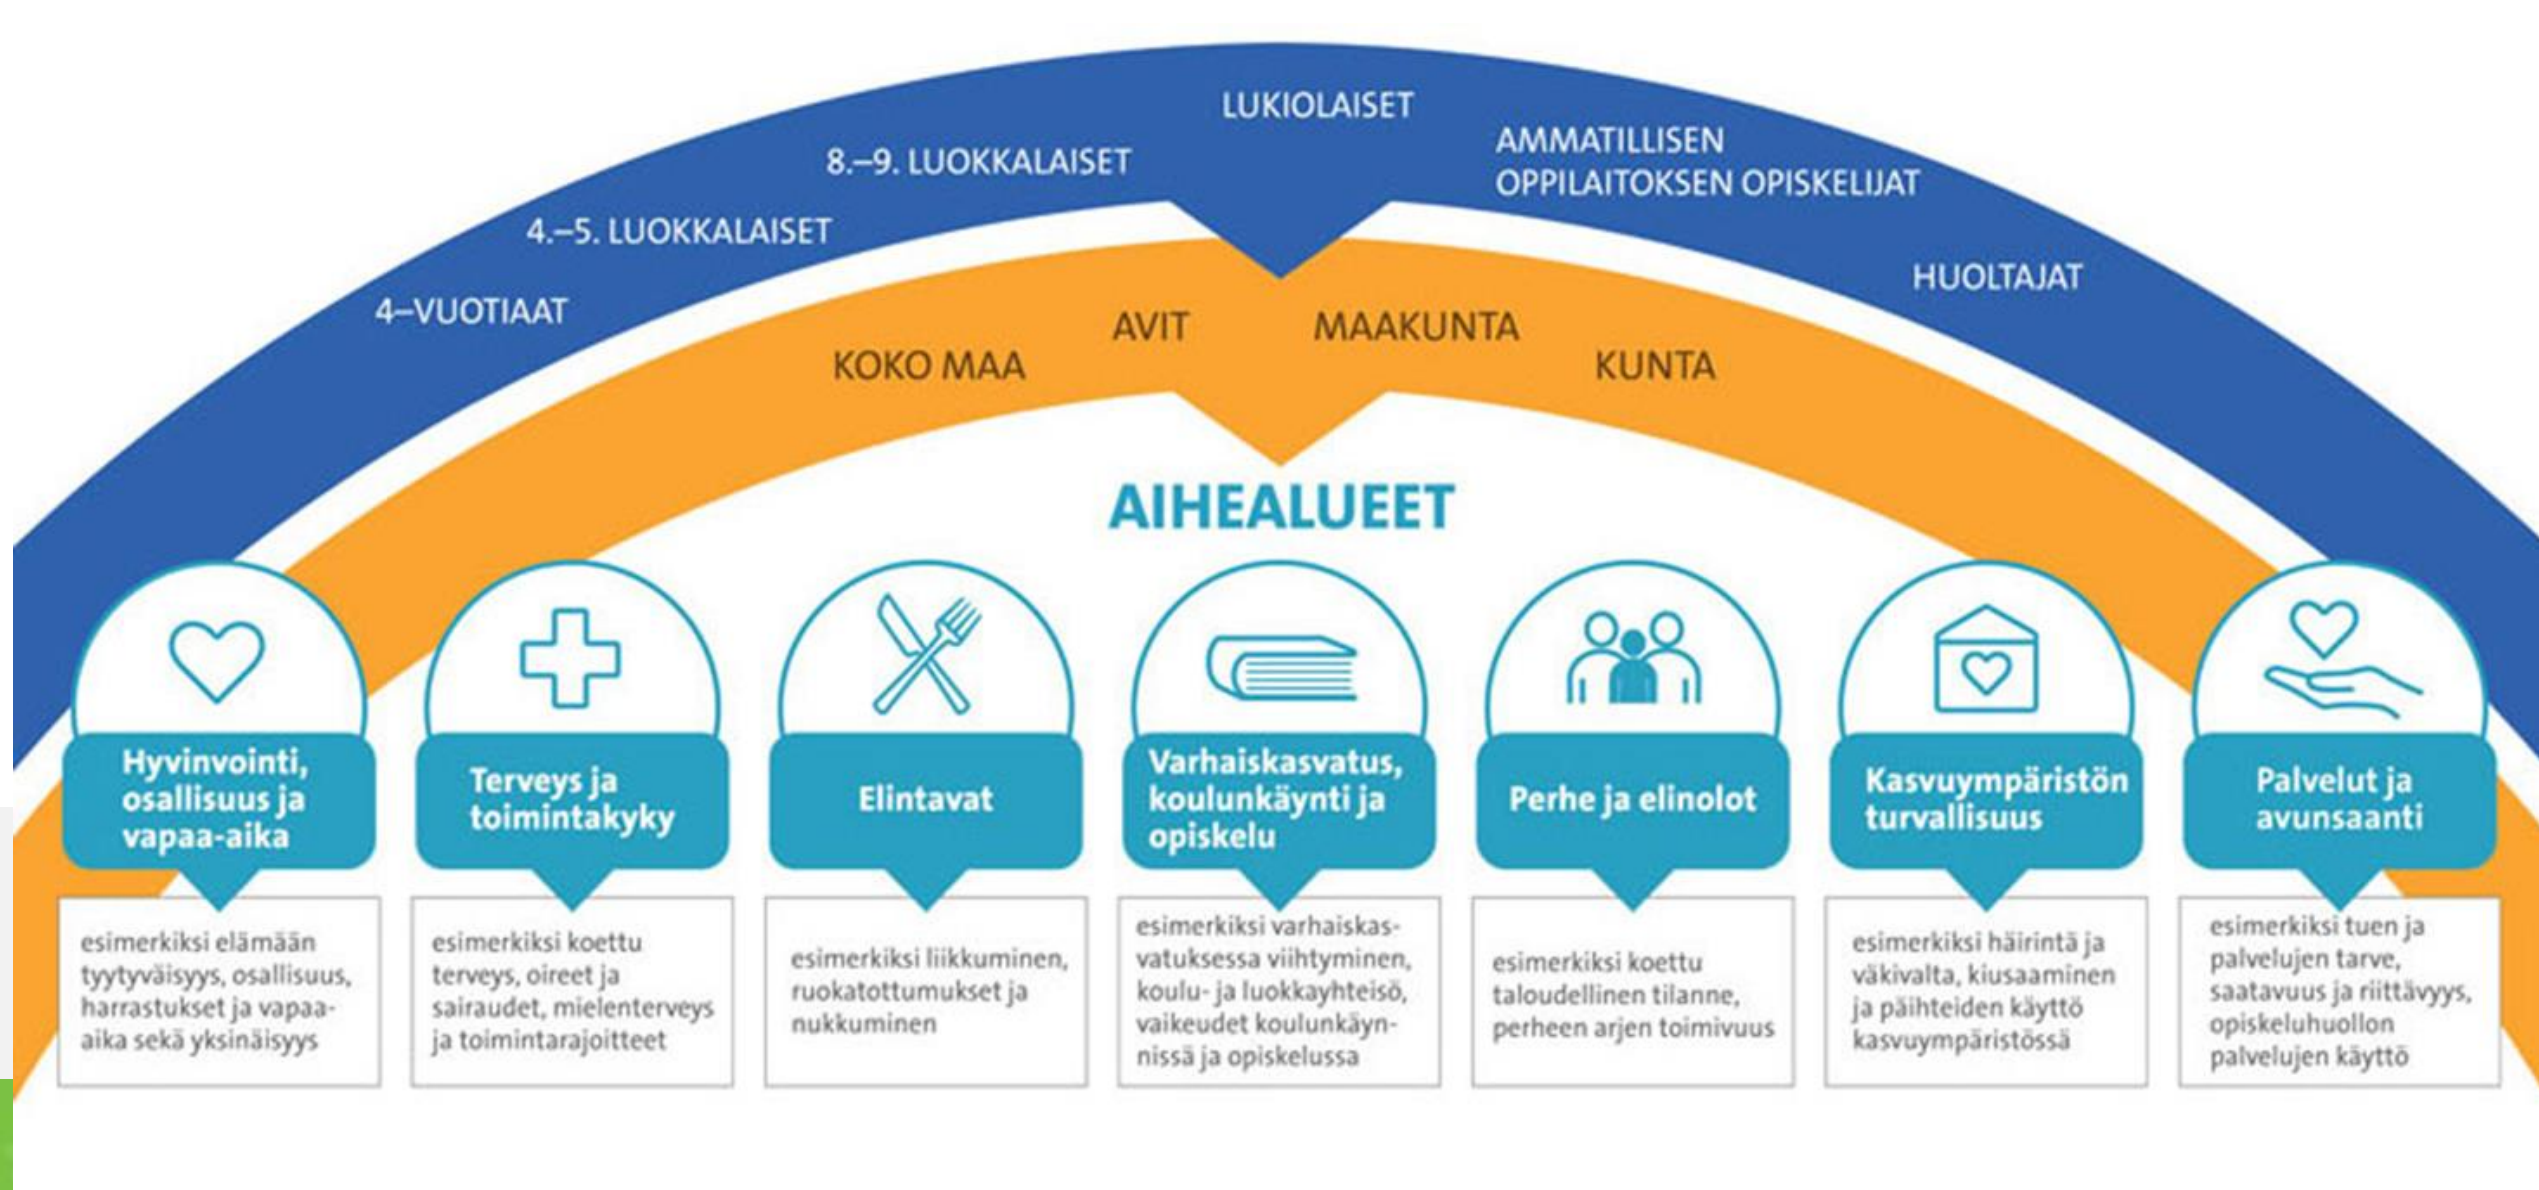 LUKIOLAISET
8.–9. LUOKKALAISET
AMMATILLISEN
OPPILAITOKSEN OPISKELIJAT
4.–5. LUOKKALAISET
HUOLTAJAT
4–VUOTIAAT
KOKO MAA
AVIT
MAAKUNTA
KUNTA
AIHEALUEET
Hyvinvointi,
osallisuus ja
vapaa-aika
esimerkiksi elämään
tyytyväisyys, osallisuus,
harrastukset ja vapaa-
aika sekä yksinäisyys
Terveys ja
toimintakyky
esimerkiksi koettu
terveys, oireet ja
sairaudet, mielenterveys
ja toimintarajoitteet
Elintavat
esimerkiksi liikkuminen,
ruokatottumukset ja
nukkuminen
Varhaiskasvatus,
koulunkäynti ja
opiskelu
esimerkiksi varhaiskas-
vatuksessa viihtyminen,
koulu- ja luokkayhteisö,
vaikeudet koulunkäyn-
nissä ja opiskelussa
Perhe ja elinolot
esimerkiksi koettu
taloudellinen tilanne,
perheen arjen toimivuus
Kasvuympäristön
turvallisuus
esimerkiksi häirintä ja
väkivalta, kiusaaminen
ja päihteiden käyttö
kasvuympäristössä
Palvelut ja
avunsaanti
esimerkiksi tuen ja
palvelujen tarve,
saatavuus ja riittävyys,
opiskeluhuollon
palvelujen käyttö